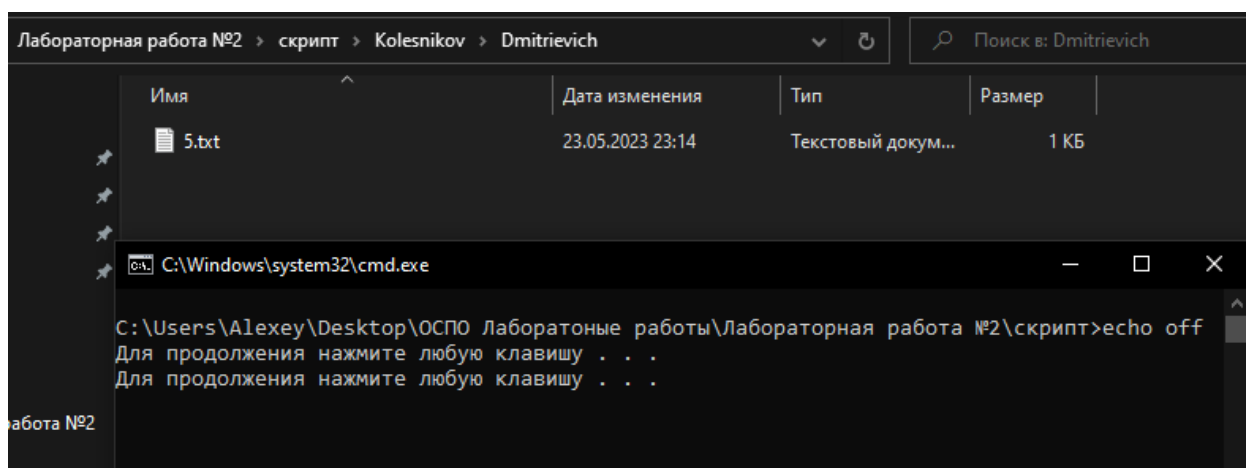 Лабораторная работа №2 › скрипт › Kolesnikov › Dmitrievich
Поиск в: Dmitrievich
Имя Дата изменения Тип Размер
5.txt 23.05.2023 23:14 Текстовый докум... 1 КБ
C:\Windows\system32\cmd.exe
C:\Users\Alexey\Desktop\ОСПО Лаборатоные работы\Лабораторная работа №2\скрипт>echo off
Для продолжения нажмите любую клавишу . . .
Для продолжения нажмите любую клавишу . . .
работа №2